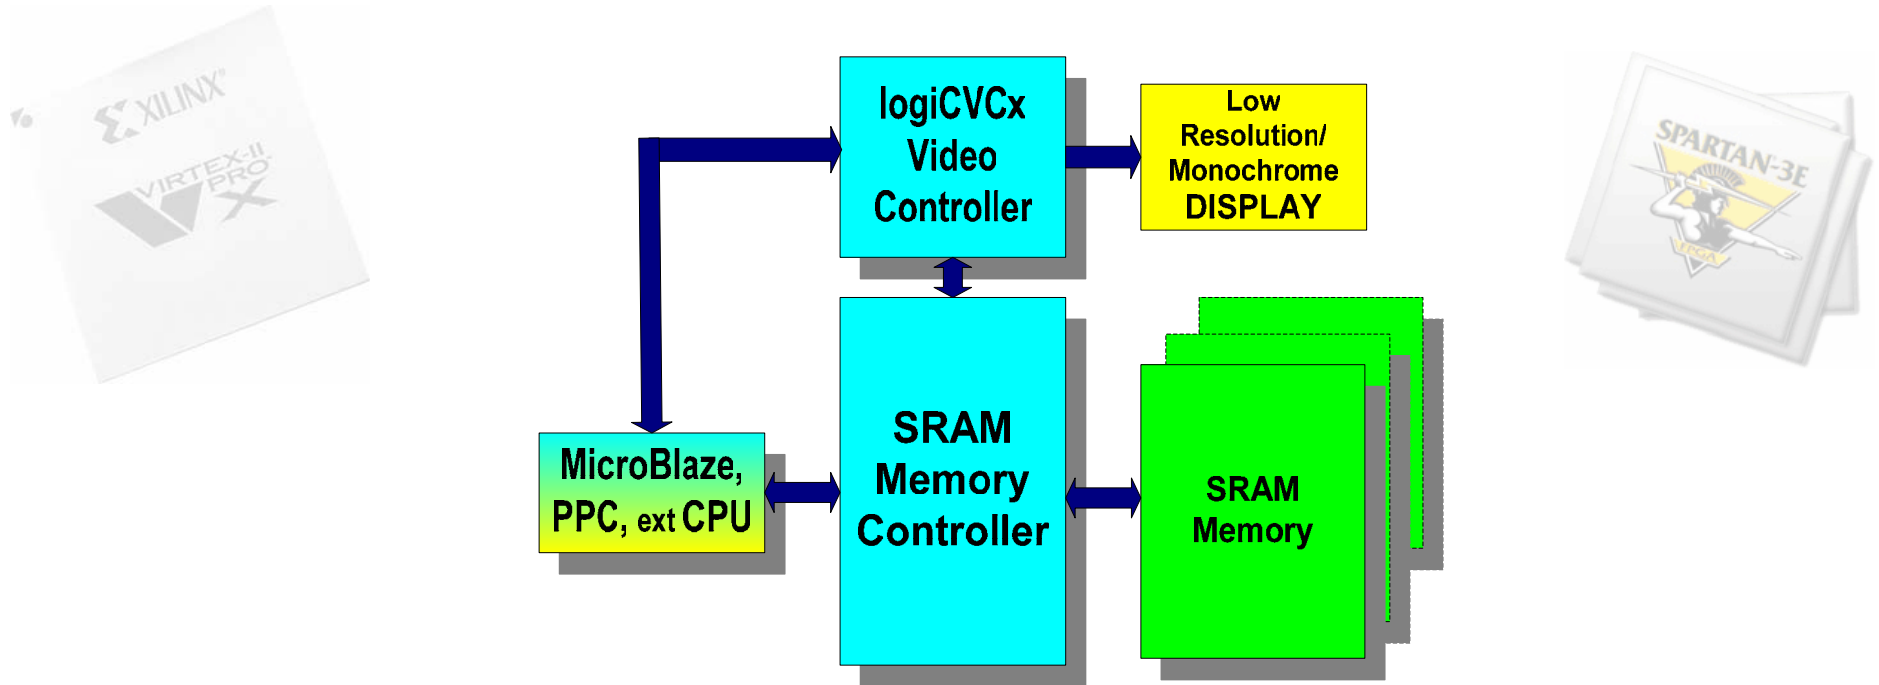 XILINX®
VIRTEX-II
PRO
X
logiCVCx
Video
Controller
Low
Resolution/
Monochrome
DISPLAY
SPARTAN-3E
FPGA
MicroBlaze,
PPC, ext CPU
SRAM
Memory
Controller
SRAM
Memory